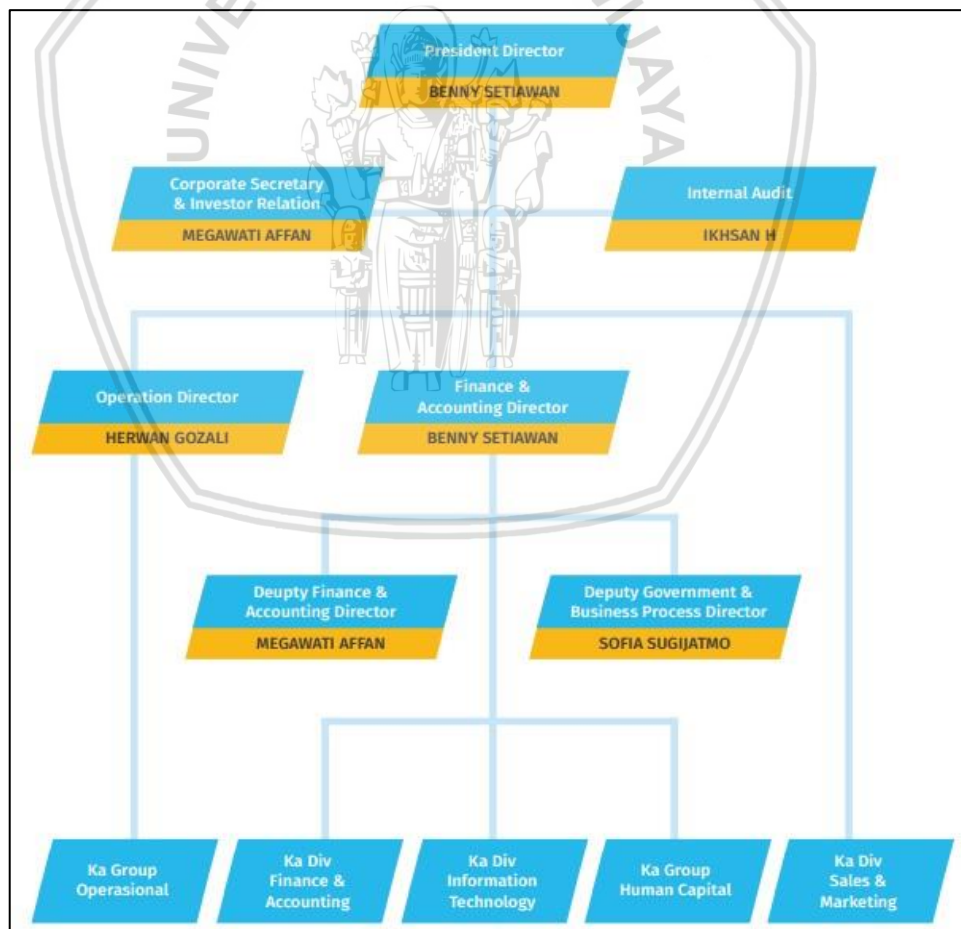 President Director
BENNY SETIAWAN
Corporate Secretary
& Investor Relation
MEGAWATI AFFAN
Internal Audit
IKHSAN H
Operation Director
HERWAN GOZALI
Finance &
Accounting Director
BENNY SETIAWAN
Deupty Finance &
Accounting Director
MEGAWATI AFFAN
Deputy Government &
Business Process Director
SOFIA SUGIJATMO
Ka Group
Operasional
Ka Div
Finance &
Accounting
Ka Div
Information
Technology
Ka Group
Human Capital
Ka Div
Sales &
Marketing